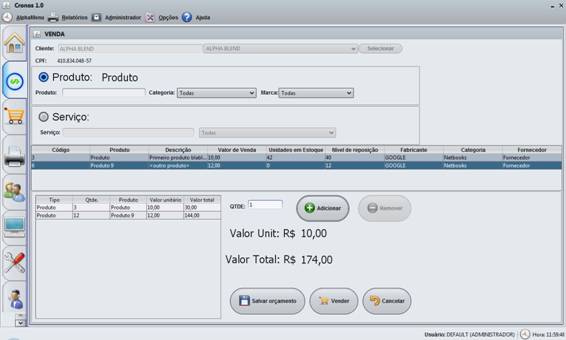 Cronos 1.0
AlphaMenu Relatórios Administrador Opções Ajuda
VENDA
Cliente: ALPHA BLEND ALPHA BLEND Selecionar
CPF: 410.834.048-57
Produto: Produto
Produto: Categoria: Todas Marca: Todas
Serviço:
Serviço: Todas
Código Produto Descrição Valor de Venda Unidades em Estoque Nível de reposição Fabricante Categoria Fornecedor
3 Produto Primeiro produto blabl... 10,00 42 40 GOOGLE Netbooks Fornecedor
6 Produto 9 <outro produto> 12,00 0 12 GOOGLE Netbooks Fornecedor
Tipo Qtde. Produto Valor unitário Valor total
Produto 3 Produto 10,00 30,00
Produto 12 Produto 9 12,00 144,00
QTDE: 1 Adicionar Remover
Valor Unit: R$ 10,00
Valor Total: R$ 174,00
Salvar orçamento Vender Cancelar
Usuário: DEFAULT (ADMINISTRADOR) Hora: 11:59:48